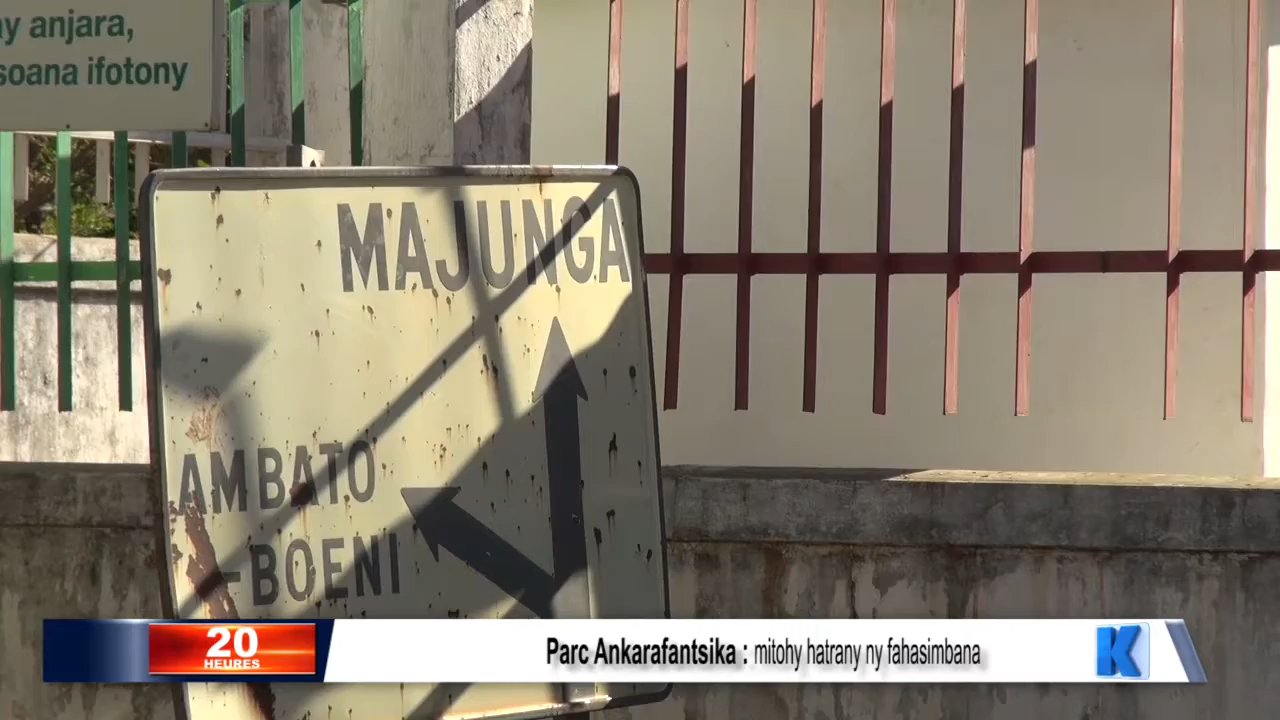 anjara,
soana ifotony
MAJUNGA
AMBATO
-BOENI
20
HEURES
Parc Ankarafantsika : mitohy hatrany ny fahasimbana
K